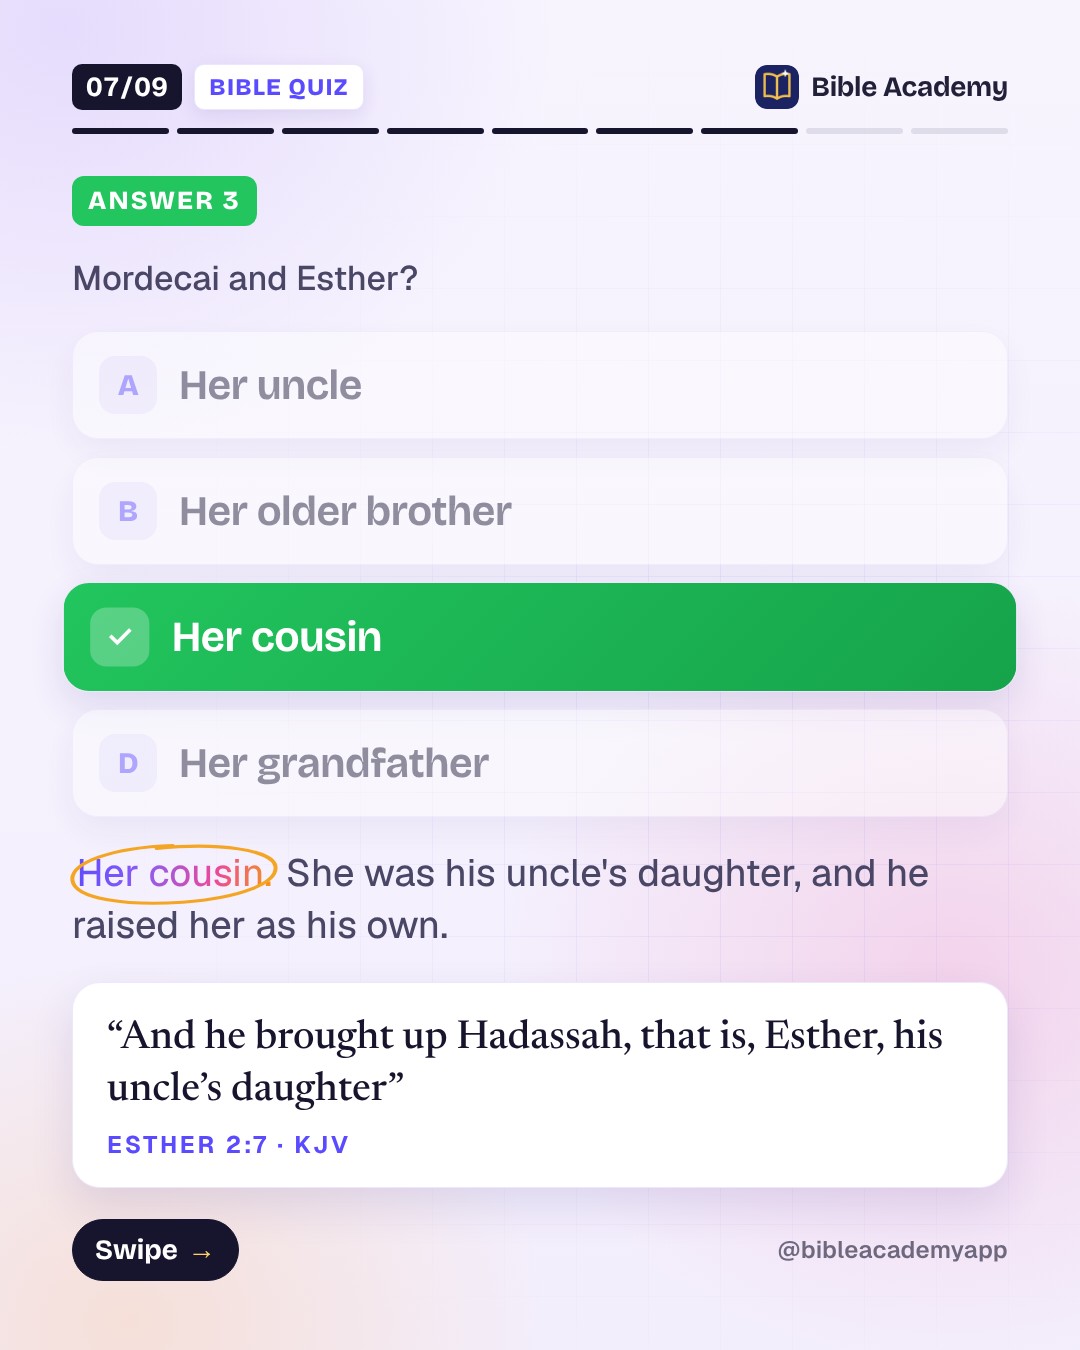 07/09 BIBLE QUIZ
Bible Academy
ANSWER 3
Mordecai and Esther?
A Her uncle
B Her older brother
✓ Her cousin
D Her grandfather
Her cousin. She was his uncle's daughter, and he
raised her as his own.
“And he brought up Hadassah, that is, Esther, his
uncle’s daughter”
ESTHER 2:7 · KJV
Swipe →
@bibleacademyapp